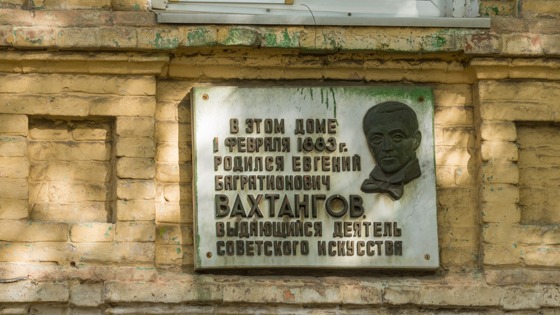 В ЭТОМ ДОМЕ
1 ФЕВРАЛЯ 1883 г.
РОДИЛСЯ ЕВГЕНИЙ
БАГРАТИОНОВИЧ
ВАХТАНГОВ,
ВЫДАЮЩИЙСЯ ДЕЯТЕЛЬ
СОВЕТСКОГО ИСКУССТВА